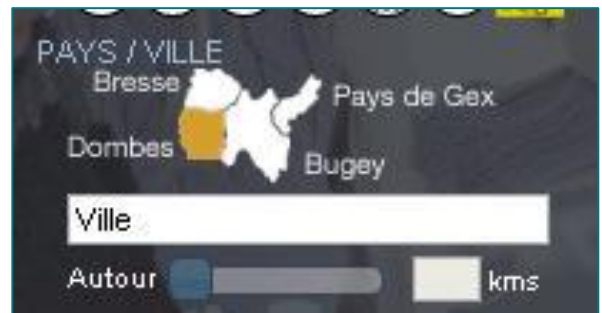 PAYS / VILLE
Bresse
Pays de Gex
Dombes
Bugey
Ville
Autour kms